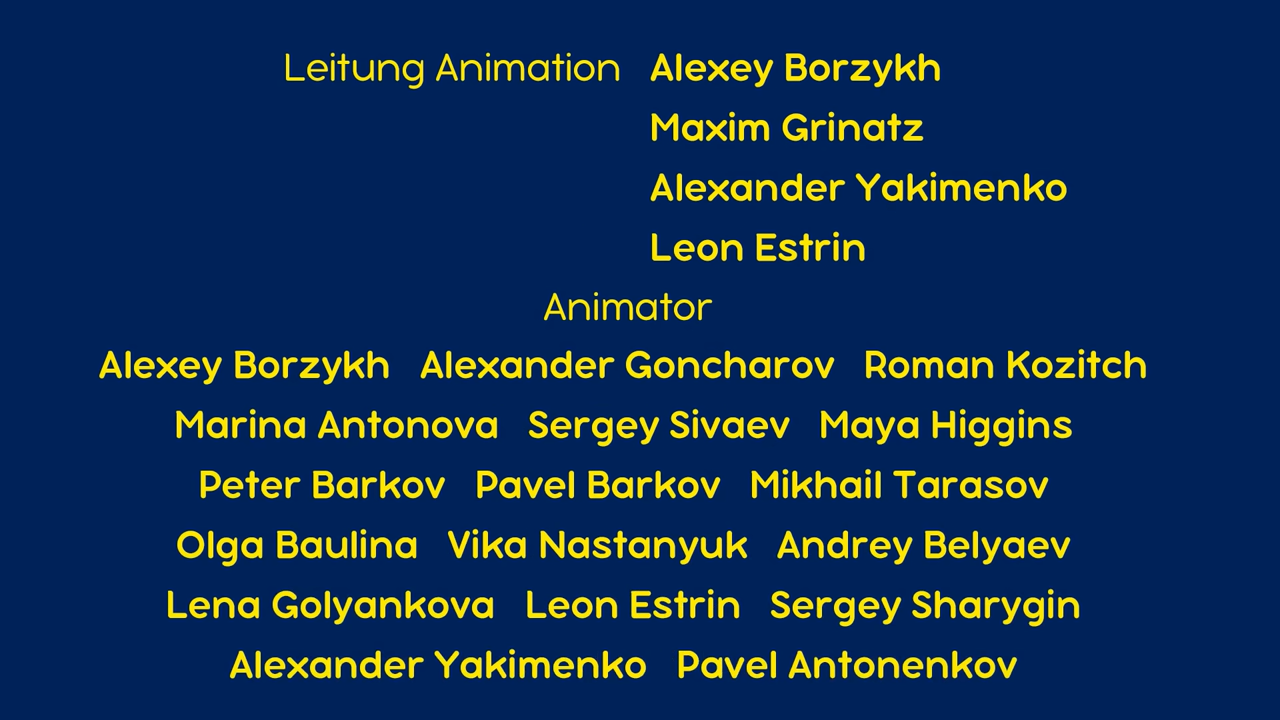 Leitung Animation Alexey Borzykh
Maxim Grinatz
Alexander Yakimenko
Leon Estrin
Animator
Alexey Borzykh Alexander Goncharov Roman Kozitch
Marina Antonova Sergey Sivaev Maya Higgins
Peter Barkov Pavel Barkov Mikhail Tarasov
Olga Baulina Vika Nastanyuk Andrey Belyaev
Lena Golyankova Leon Estrin Sergey Sharygin
Alexander Yakimenko Pavel Antonenkov